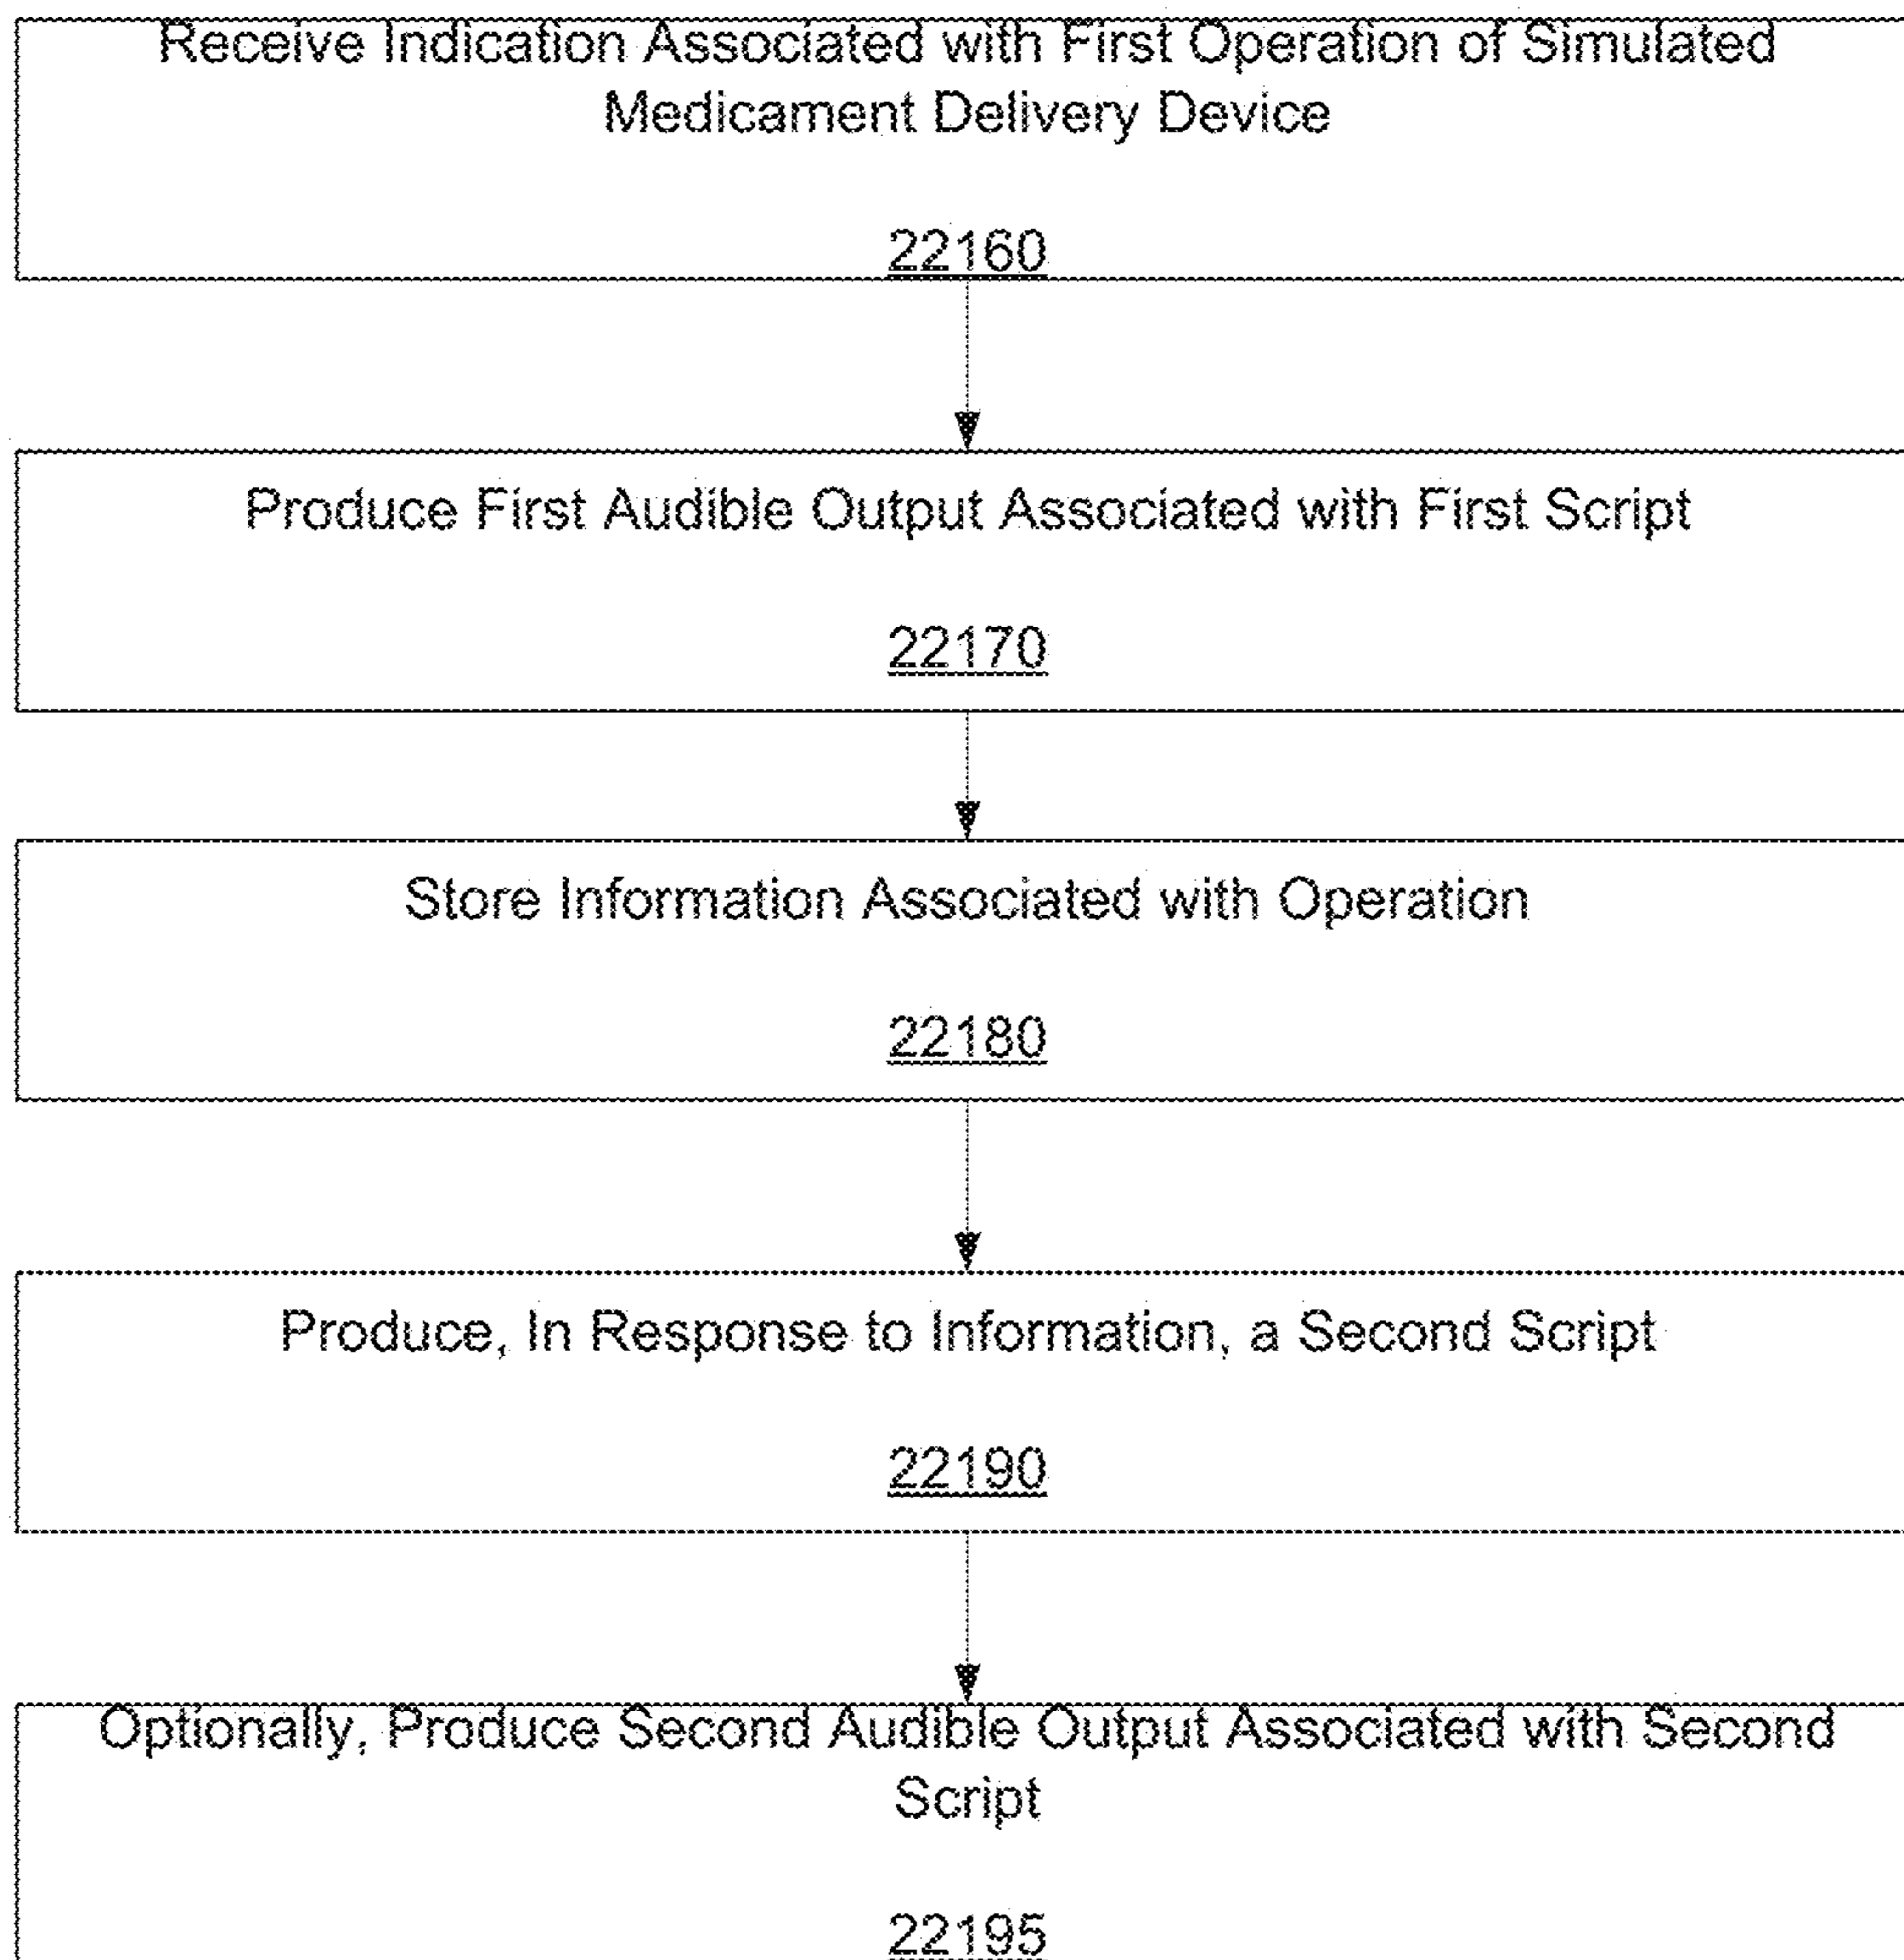 Receive Indication Associated with First Operation of Simulated
Medicament Delivery Device
22160
Produce First Audible Output Associated with First Script
22170
Store Information Associated with Operation
22180
Produce, In Response to Information, a Second Script
22190
Optionally, Produce Second Audible Output Associated with Second
Script
22195